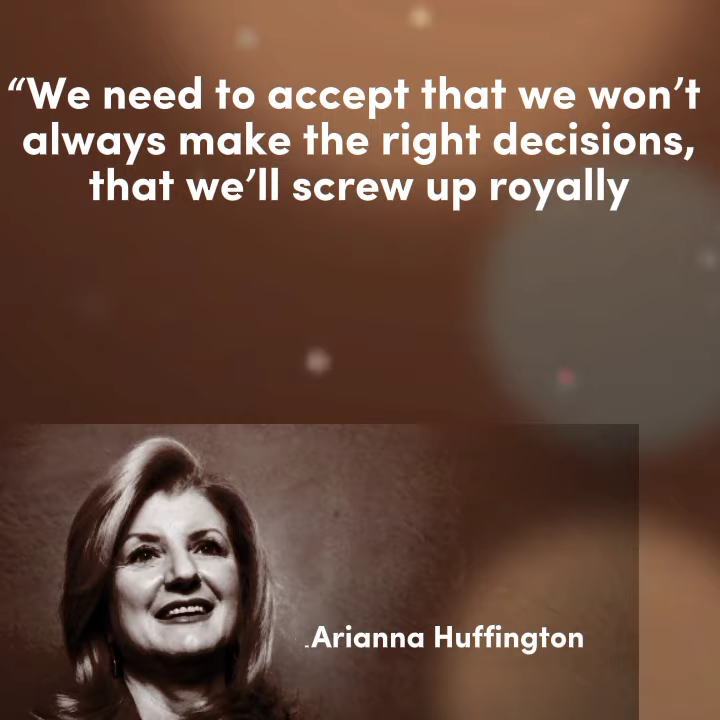 “We need to accept that we won’t
always make the right decisions,
that we’ll screw up royally
Arianna Huffington